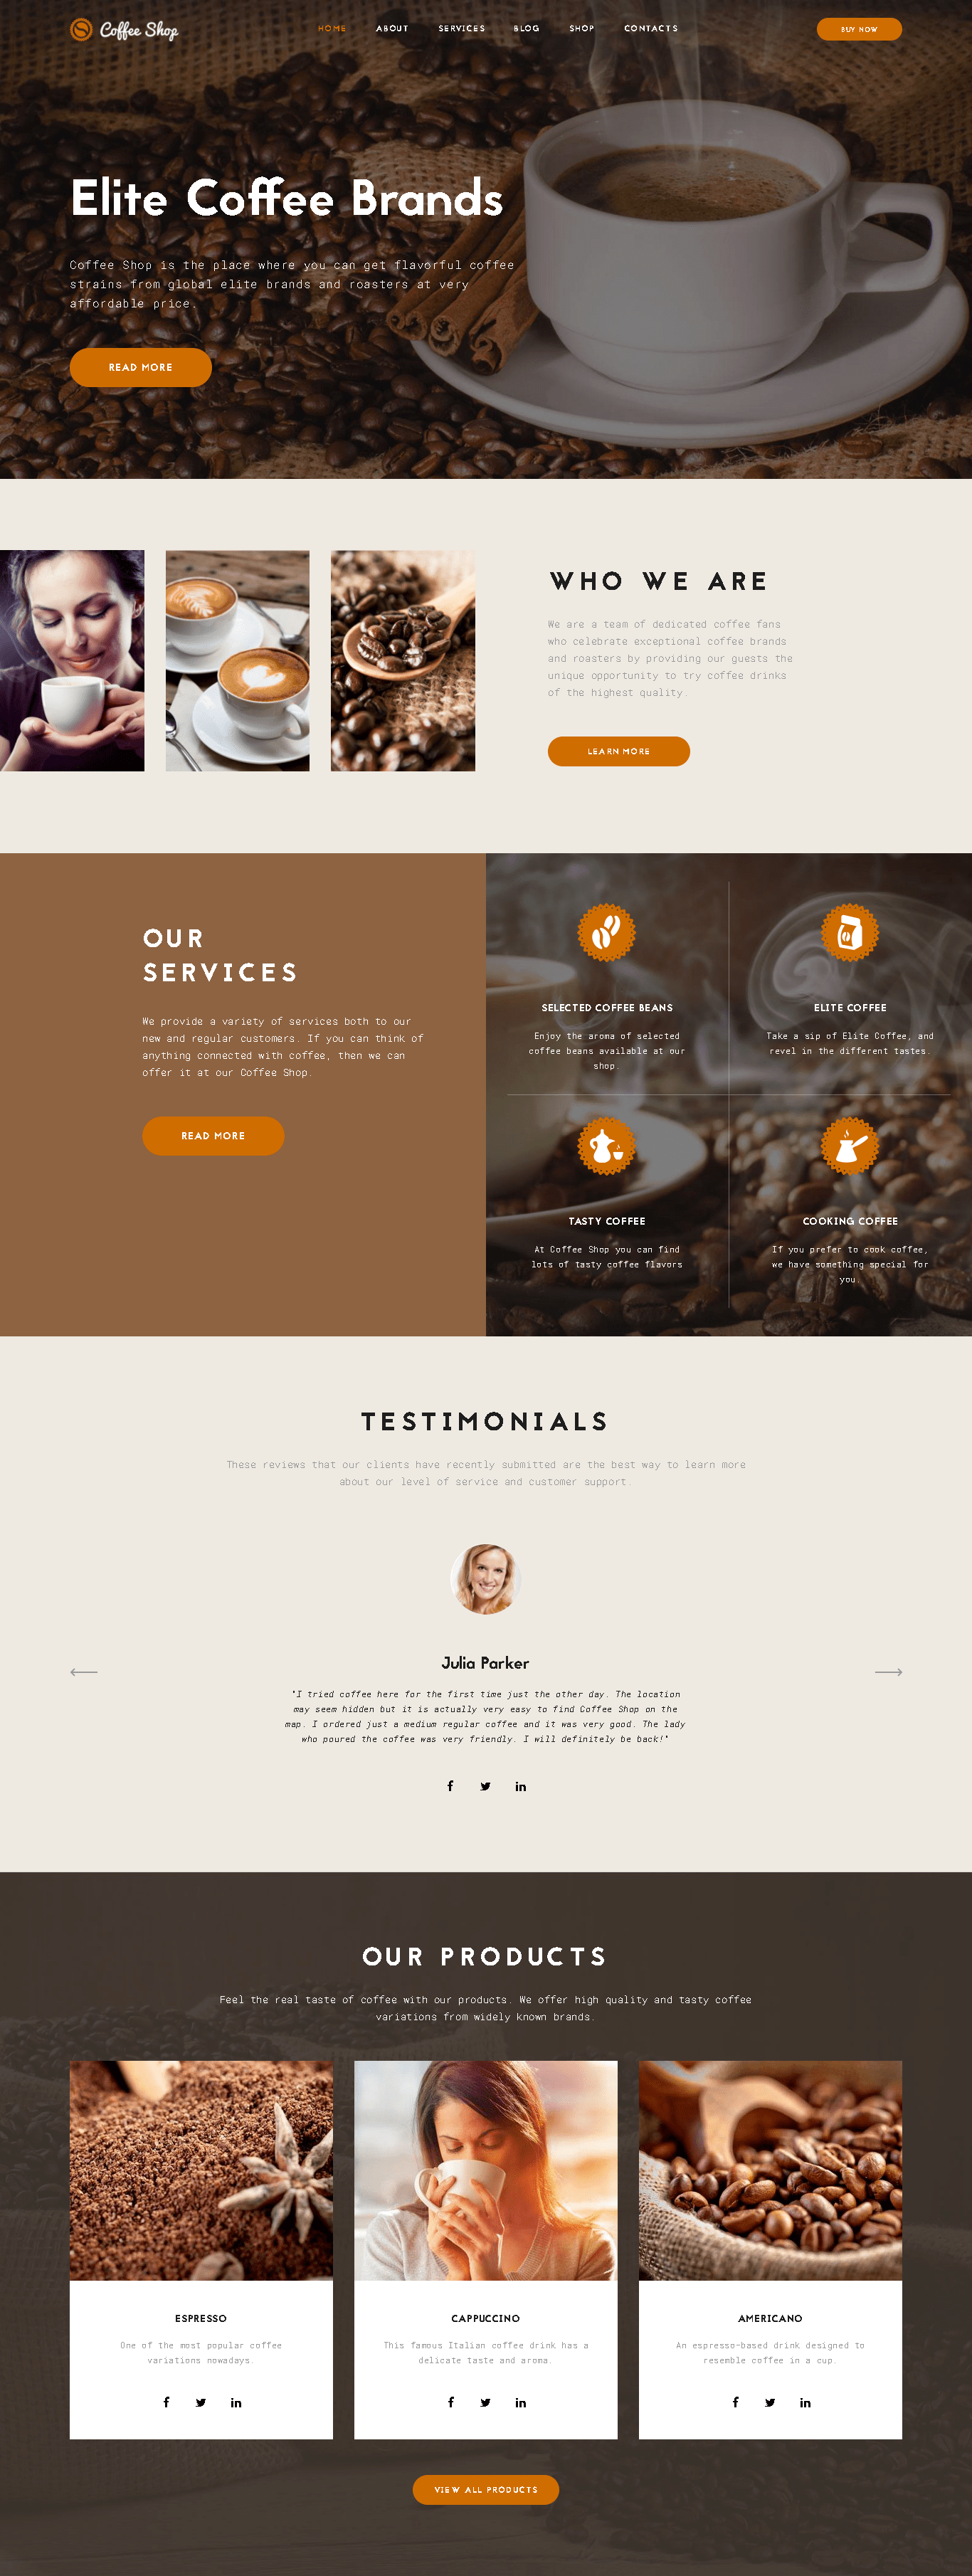 Coffee Shop
HOME ABOUT SERVICES BLOG SHOP CONTACTS
BUY NOW
Elite Coffee Brands
Coffee Shop is the place where you can get flavorful coffee
strains from global elite brands and roasters at very
affordable price.
READ MORE
WHO WE ARE
We are a team of dedicated coffee fans
who celebrate exceptional coffee brands
and roasters by providing our guests the
unique opportunity to try coffee drinks
of the highest quality.
LEARN MORE
OUR
SERVICES
We provide a variety of services both to our
new and regular customers. If you can think of
anything connected with coffee, then we can
offer it at our Coffee Shop.
READ MORE
SELECTED COFFEE BEANS
Enjoy the aroma of selected
coffee beans available at our
shop.
ELITE COFFEE
Take a sip of Elite Coffee, and
revel in the different tastes.
TASTY COFFEE
At Coffee Shop you can find
lots of tasty coffee flavors
COOKING COFFEE
If you prefer to cook coffee,
we have something special for
you.
TESTIMONIALS
These reviews that our clients have recently submitted are the best way to learn more
about our level of service and customer support.
Julia Parker
"I tried coffee here for the first time just the other day. The location
may seem hidden but it is actually very easy to find Coffee Shop on the
map. I ordered just a medium regular coffee and it was very good. The lady
who poured the coffee was very friendly. I will definitely be back!"
OUR PRODUCTS
Feel the real taste of coffee with our products. We offer high quality and tasty coffee
variations from widely known brands.
ESPRESSO
One of the most popular coffee
variations nowadays.
CAPPUCCINO
This famous Italian coffee drink has a
delicate taste and aroma.
AMERICANO
An espresso-based drink designed to
resemble coffee in a cup.
VIEW ALL PRODUCTS